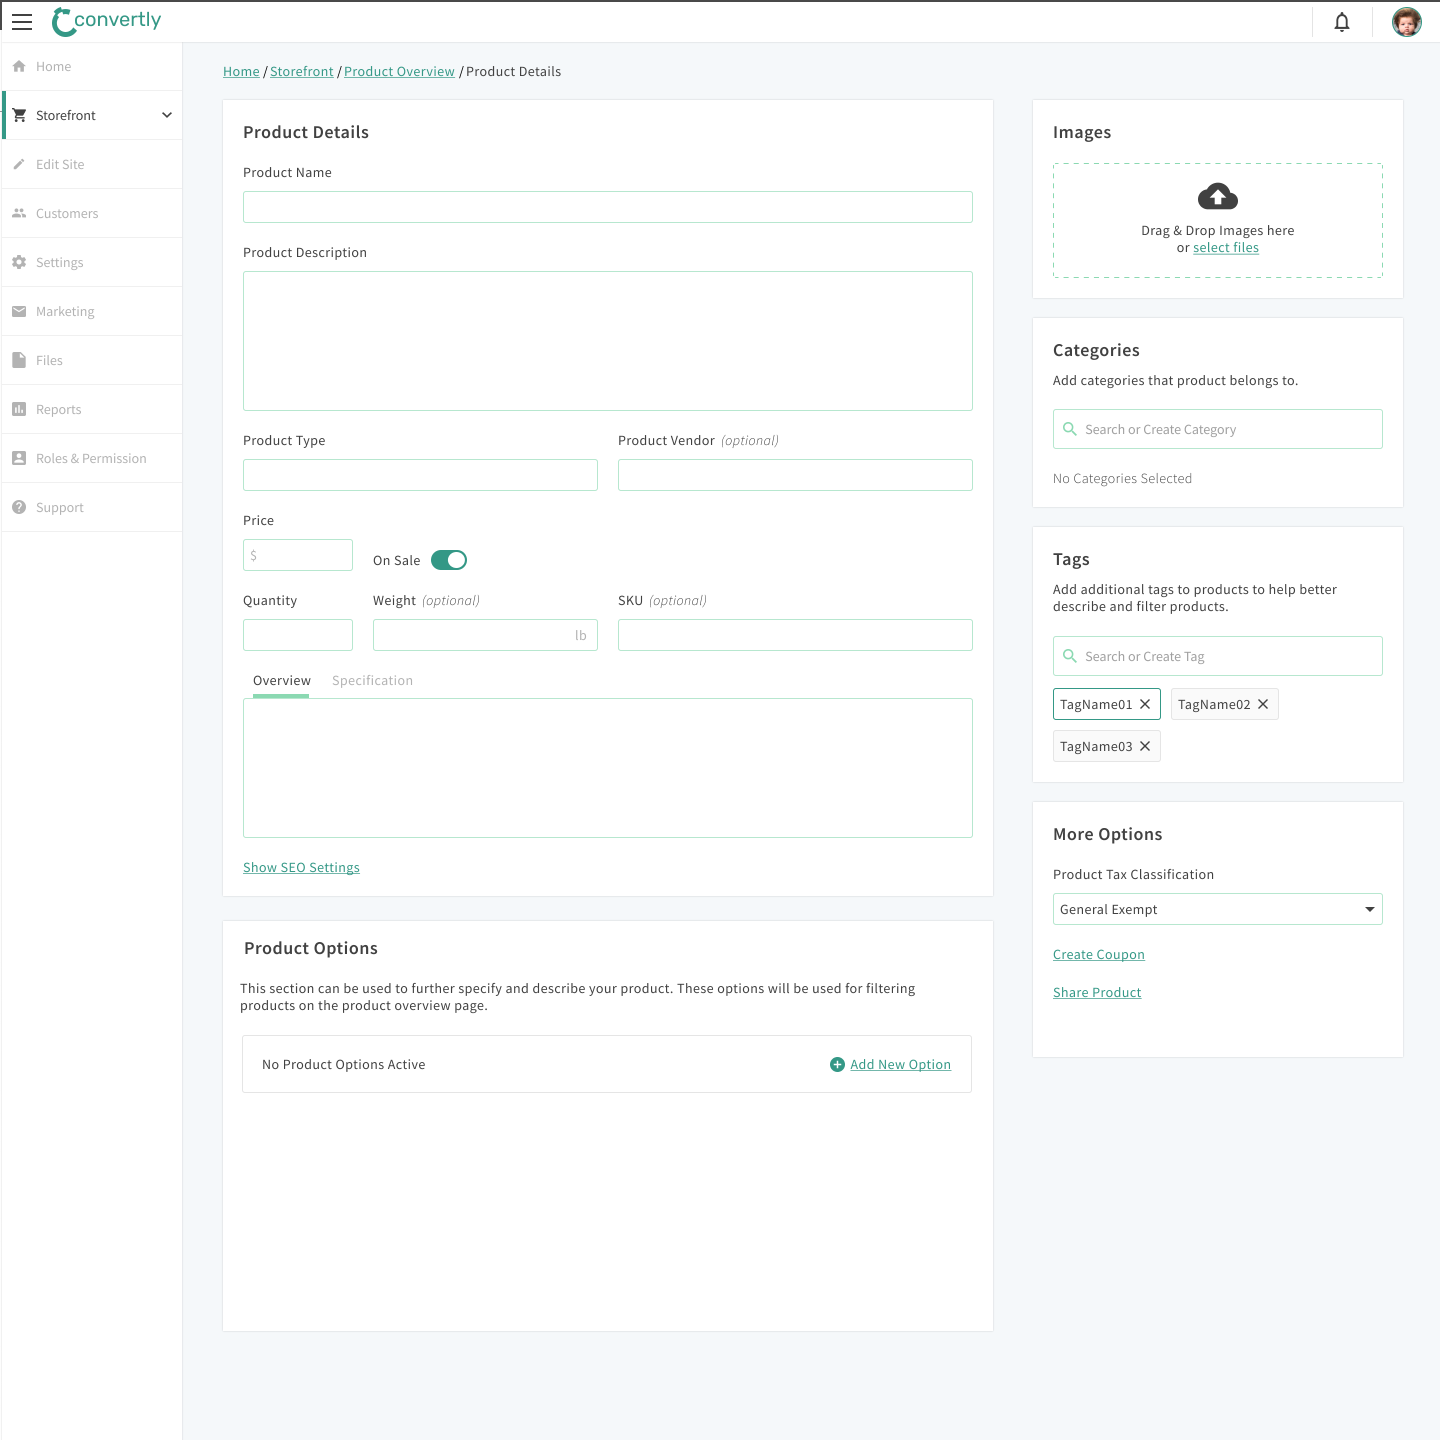 convertly
Home
Storefront
Edit Site
Customers
Settings
Marketing
Files
Reports
Roles & Permission
Support
Home / Storefront / Product Overview / Product Details
Product Details
Product Name
Product Description
Product Type
Product Vendor (optional)
Price
$
On Sale
Quantity
Weight (optional)
SKU (optional)
lb
Overview
Specification
Show SEO Settings
Product Options
This section can be used to further specify and describe your product. These options will be used for filtering
products on the product overview page.
No Product Options Active
Add New Option
Images
Drag & Drop Images here
or select files
Categories
Add categories that product belongs to.
Search or Create Category
No Categories Selected
Tags
Add additional tags to products to help better
describe and filter products.
Search or Create Tag
TagName01
TagName02
TagName03
More Options
Product Tax Classification
General Exempt
Create Coupon
Share Product